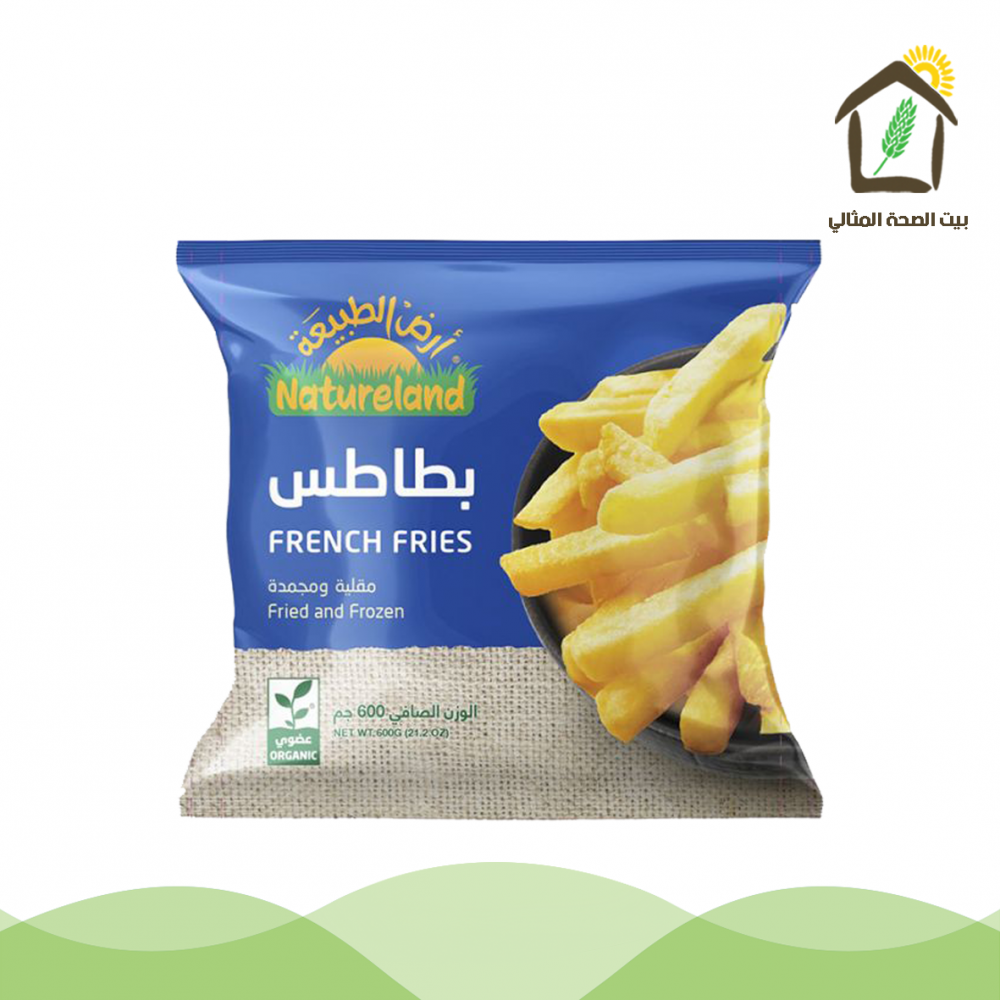 بيت الصحة المثالي
أرض الطبيعة
®
Natureland
بطاطس
FRENCH FRIES
مقلية ومجمدة
Fried and Frozen
®
عضوي
ORGANIC
الوزن الصافي 600 جم
NET WT. 600G (21.2 OZ)